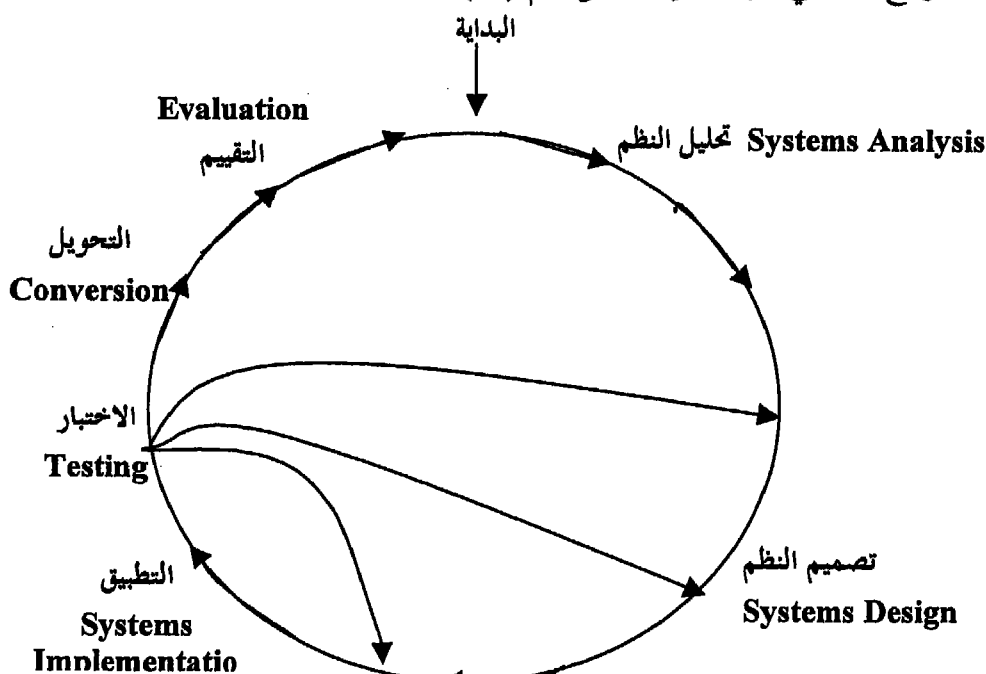 البداية
Evaluation
التقييم
تحليل النظم Systems Analysis
التحويل
Conversion
الاختبار
Testing
تصميم النظم
Systems Design
التطبيق
Systems
Implementatio